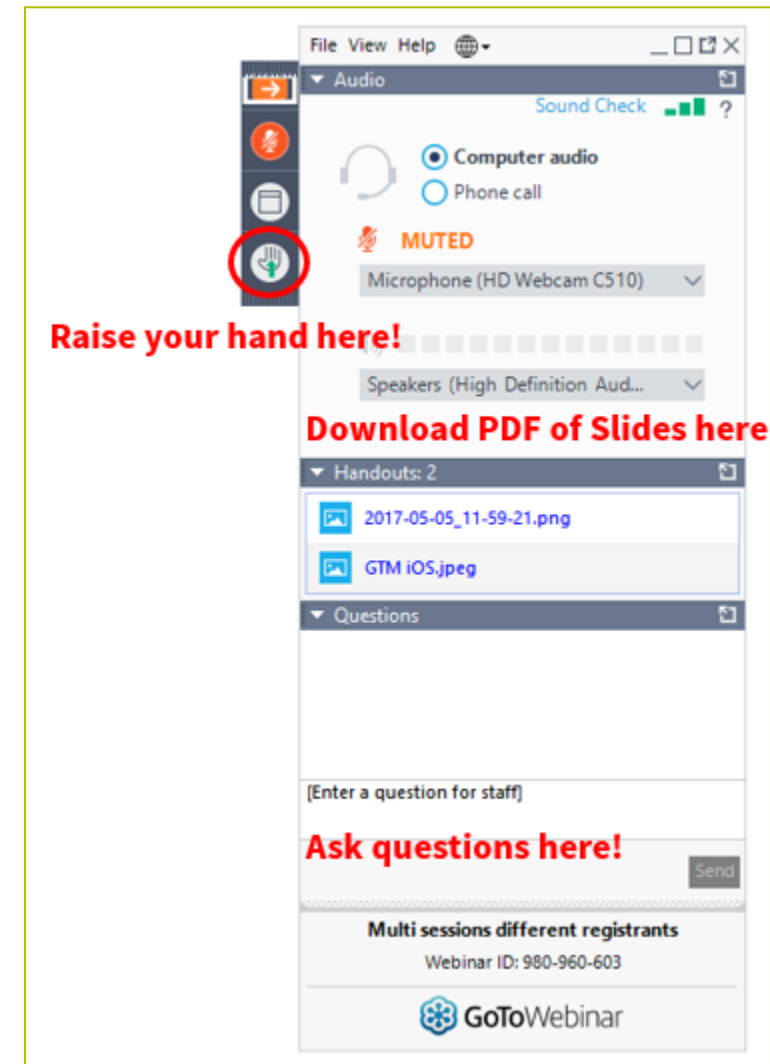 File View Help
Audio
Sound Check ?
Computer audio
Phone call
MUTED
Microphone (HD Webcam C510)
Raise your hand here!
Speakers (High Definition Aud...
Download PDF of Slides here
Handouts: 2
2017-05-05_11-59-21.png
GTM iOS.jpeg
Questions
[Enter a question for staff]
Ask questions here!
Send
Multi sessions different registrants
Webinar ID: 980-960-603
GoToWebinar